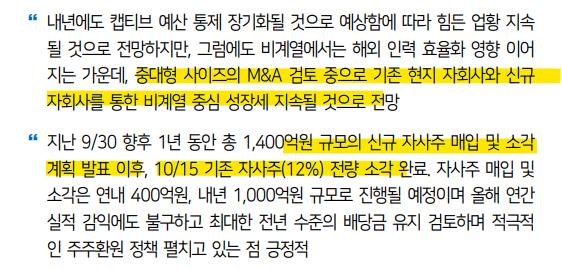 “ 내년에도 캡티브 예산 통제 장기화될 것으로 예상함에 따라 힘든 업황 지속
될 것으로 전망하지만, 그럼에도 비계열에서는 해외 인력 효율화 영향 이어
지는 가운데, 중대형 사이즈의 M&A 검토 중으로 기존 현지 자회사와 신규
자회사를 통한 비계열 중심 성장세 지속될 것으로 전망
“ 지난 9/30 향후 1년 동안 총 1,400억원 규모의 신규 자사주 매입 및 소각
계획 발표 이후, 10/15 기존 자사주(12%) 전량 소각 완료. 자사주 매입 및
소각은 연내 400억원, 내년 1,000억원 규모로 진행될 예정이며 올해 연간
실적 감익에도 불구하고 최대한 전년 수준의 배당금 유지 검토하며 적극적
인 주주환원 정책 펼치고 있는 점 긍정적